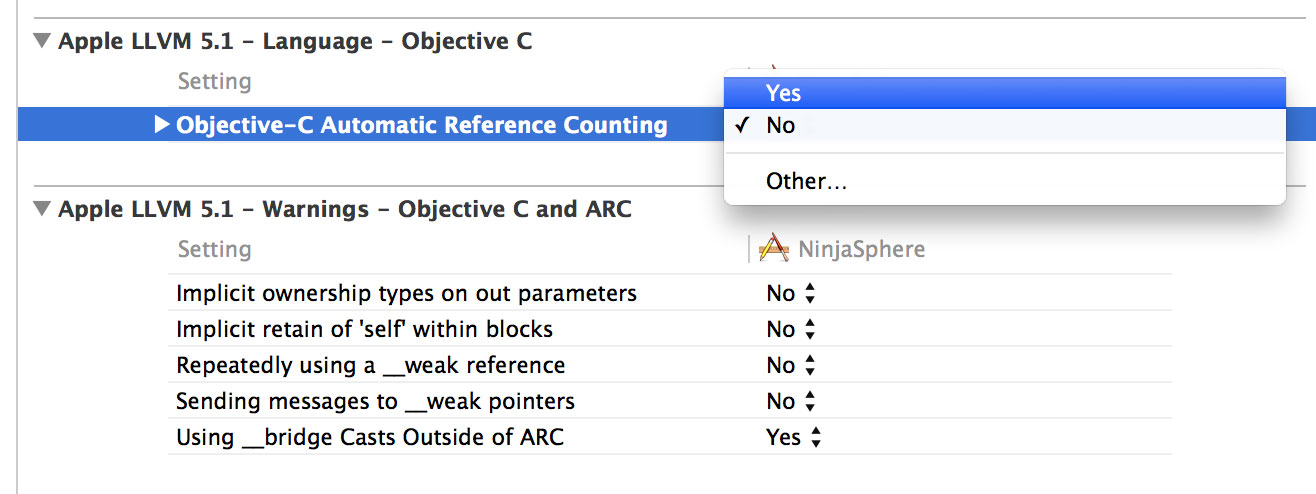 Apple LLVM 5.1 – Language – Objective C
Setting
Yes
Objective-C Automatic Reference Counting
No
Other...
Apple LLVM 5.1 – Warnings – Objective C and ARC
Setting NinjaSphere
Implicit ownership types on out parameters No
Implicit retain of 'self' within blocks No
Repeatedly using a __weak reference No
Sending messages to __weak pointers No
Using __bridge Casts Outside of ARC Yes